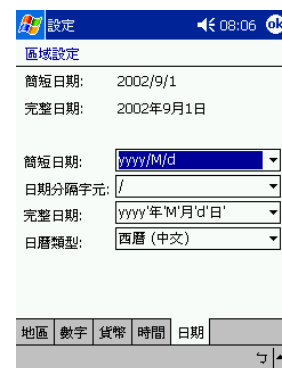 設定 08:06 ok
區域設定
簡短日期: 2002/9/1
完整日期: 2002年9月1日
簡短日期: yyyy/M/d
日期分隔字元: /
完整日期: yyyy'年'M'月'd'日'
日曆類型: 西曆 (中文)
地區 數字 貨幣 時間 日期
ㄅ